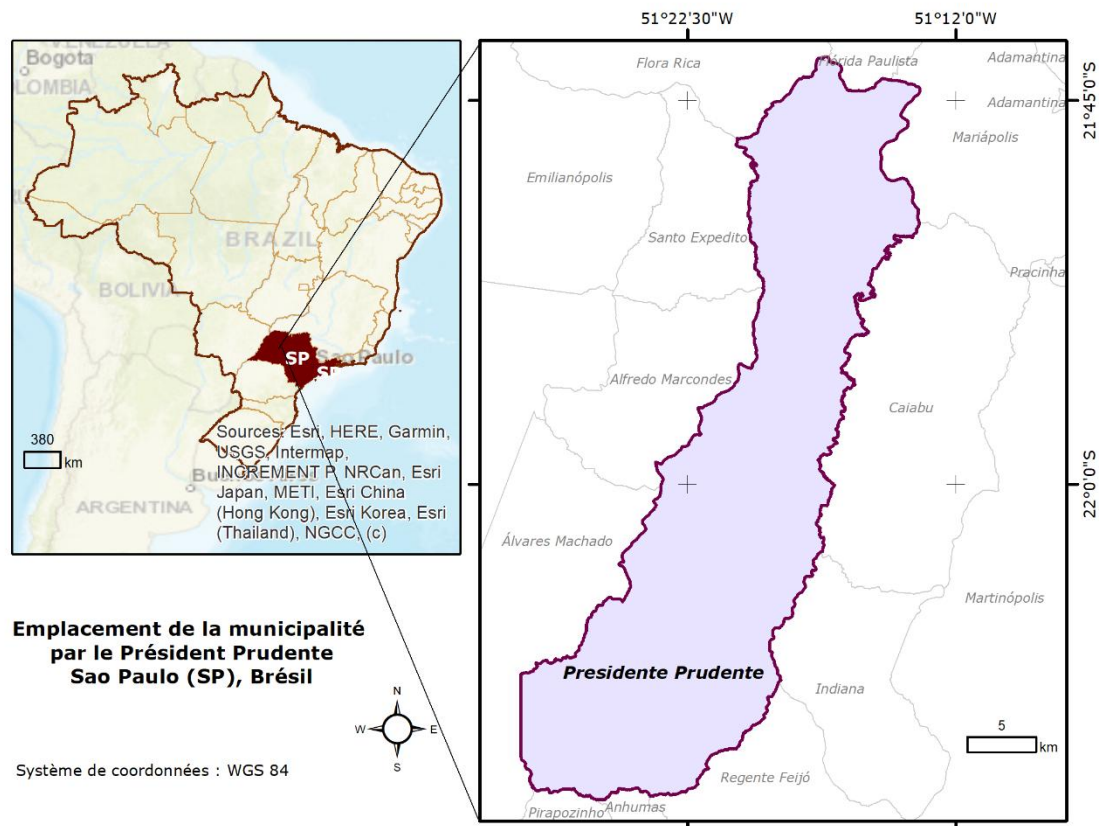 51°22'30"W
51°12'0"W
21°45'0"S
22°0'0"S
Bogota
BRAZIL
BOLIVIA
ARGENTINA
SP
Sao Paulo
380
km
Sources: Esri, HERE, Garmin,
USGS, Intermap,
INCREMENT P, NRCan, Esri
Japan, METI, Esri China
(Hong Kong), Esri Korea, Esri
(Thailand), NGCC, (c)
Flora Rica
Flórida Paulista
Adamantina
Adamantina
Mariápolis
Emilianópolis
Santo Expedito
Pracinha
Alfredo Marcondes
Caiabu
Álvares Machado
Martinópolis
Presidente Prudente
Indiana
Regente Feijó
Anhumas
Pirapozinho
5
km
Emplacement de la municipalité
par le Président Prudente
Sao Paulo (SP), Brésil
N
W E
S
Système de coordonnées : WGS 84